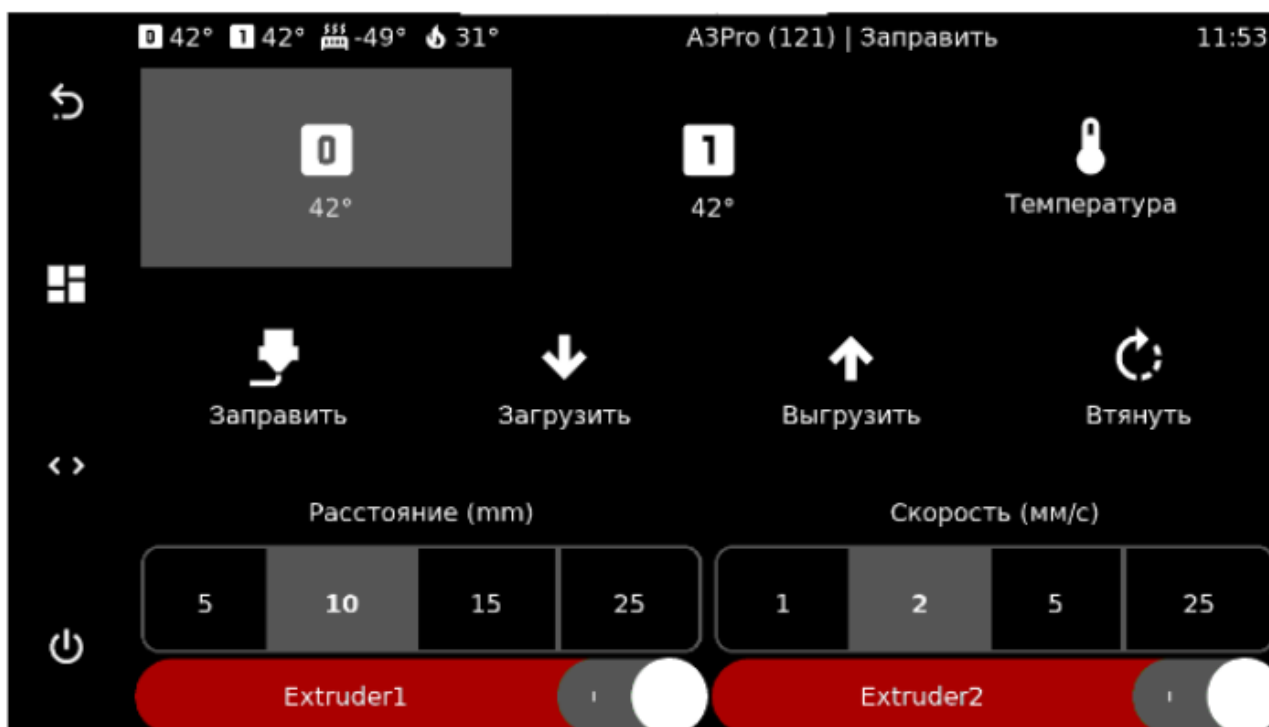 0 42° 1 42° -49° 31° A3Pro (121) | Заправить 11:53
0 1
42° 42° Температура
Заправить Загрузить Выгрузить Втянуть
Расстояние (mm) Скорость (мм/с)
5 10 15 25 1 2 5 25
Extruder1 Extruder2